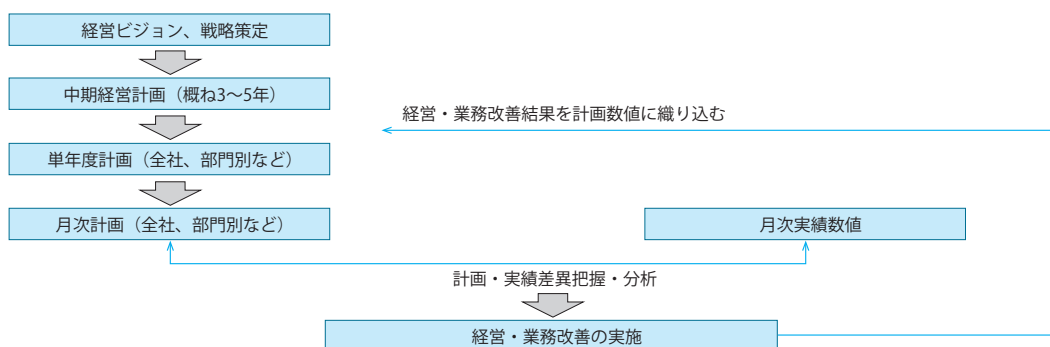 経営ビジョン、戦略策定
中期経営計画（概ね3〜5年）
経営・業務改善結果を計画数値に織り込む
単年度計画（全社、部門別など）
月次計画（全社、部門別など）
月次実績数値
計画・実績差異把握・分析
経営・業務改善の実施